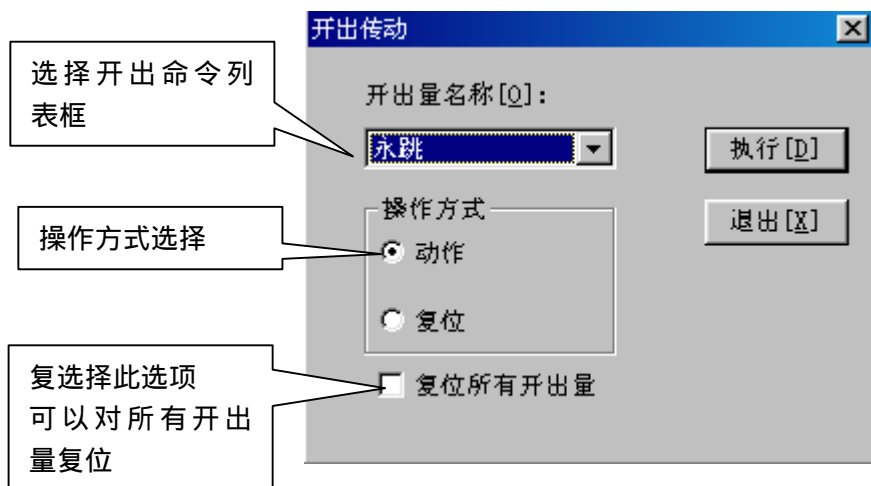 开出传动
选择开出命令列
表框
开出量名称[O]:
永跳
执行[D]
操作方式
退出[X]
操作方式选择
动作
复位
复选择此选项
可以对所有开出
量复位
复位所有开出量